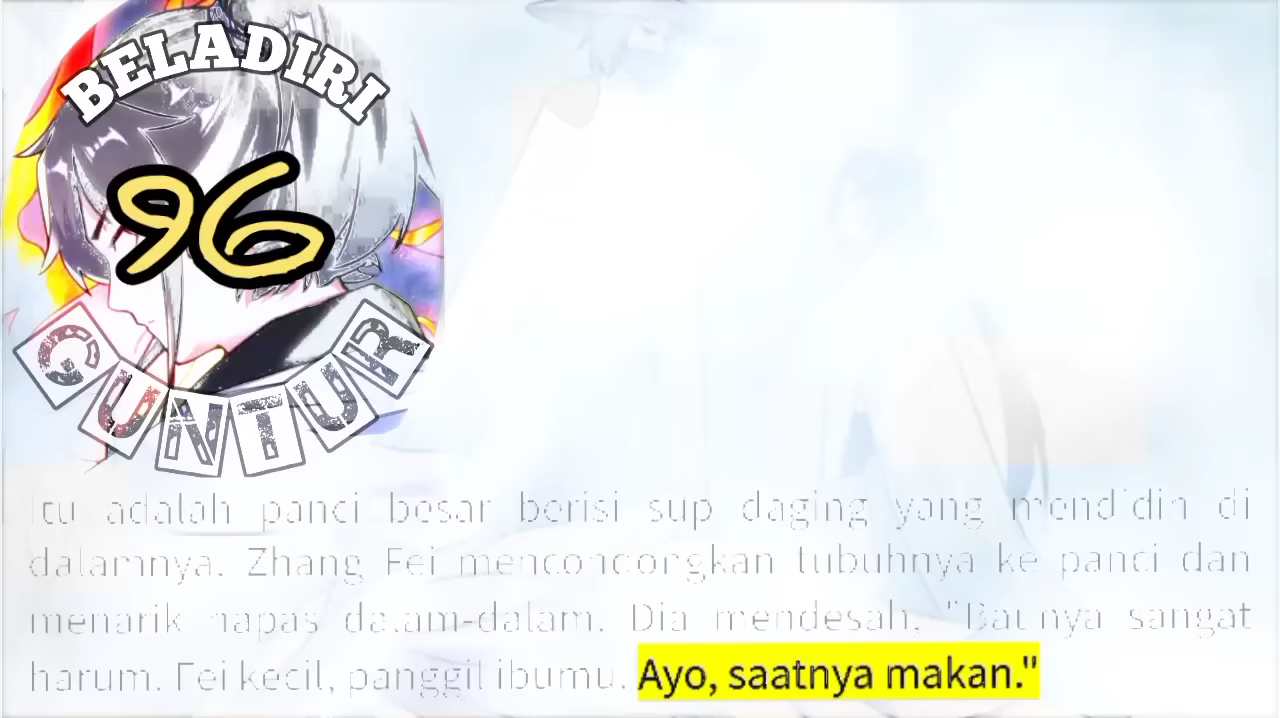 BELADIRI
96
GUNTUR
Itu adalah panci besar berisi sup daging yang mendidih di
dalamnya. Zhang Fei mencondongkan tubuhnya ke panci dan
menarik napas dalam-dalam. Dia mendesah. "Baunya sangat
harum. Fei kecil, panggil ibumu. Ayo, saatnya makan."